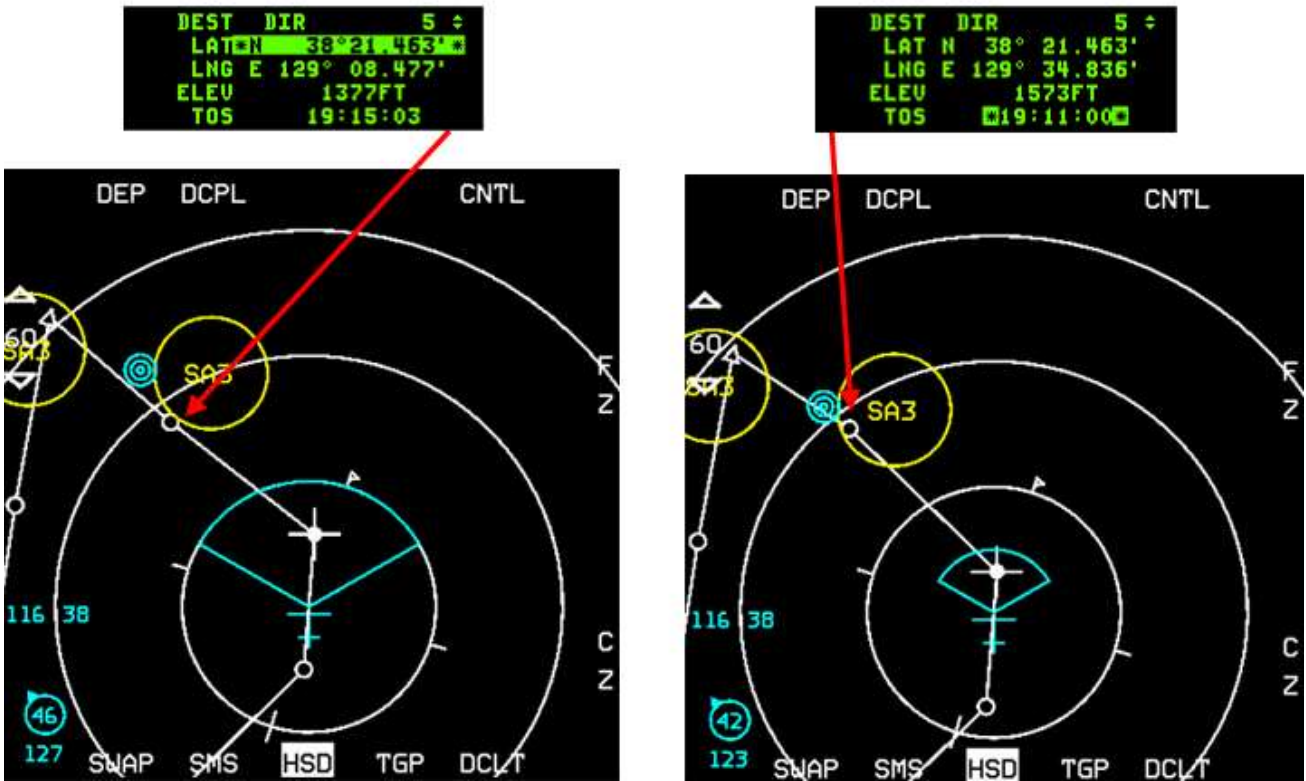 DEST DIR 5 ÷
LAT *N 38°21.463'*
LNG E 129° 08.477'
ELEV 1377FT
TOS 19:15:03
DEST DIR 5 ÷
LAT N 38° 21.463'
LNG E 129° 34.836'
ELEV 1573FT
TOS *19:11:00*
DEP DCPL CNTL
60
SA3
SA3
F
Z
116 38
C
Z
46
127
SWAP SMS HSD TGP DCLT
DEP DCPL CNTL
60
SA3
SA3
F
Z
116 38
C
Z
42
123
SWAP SMS HSD TGP DCLT